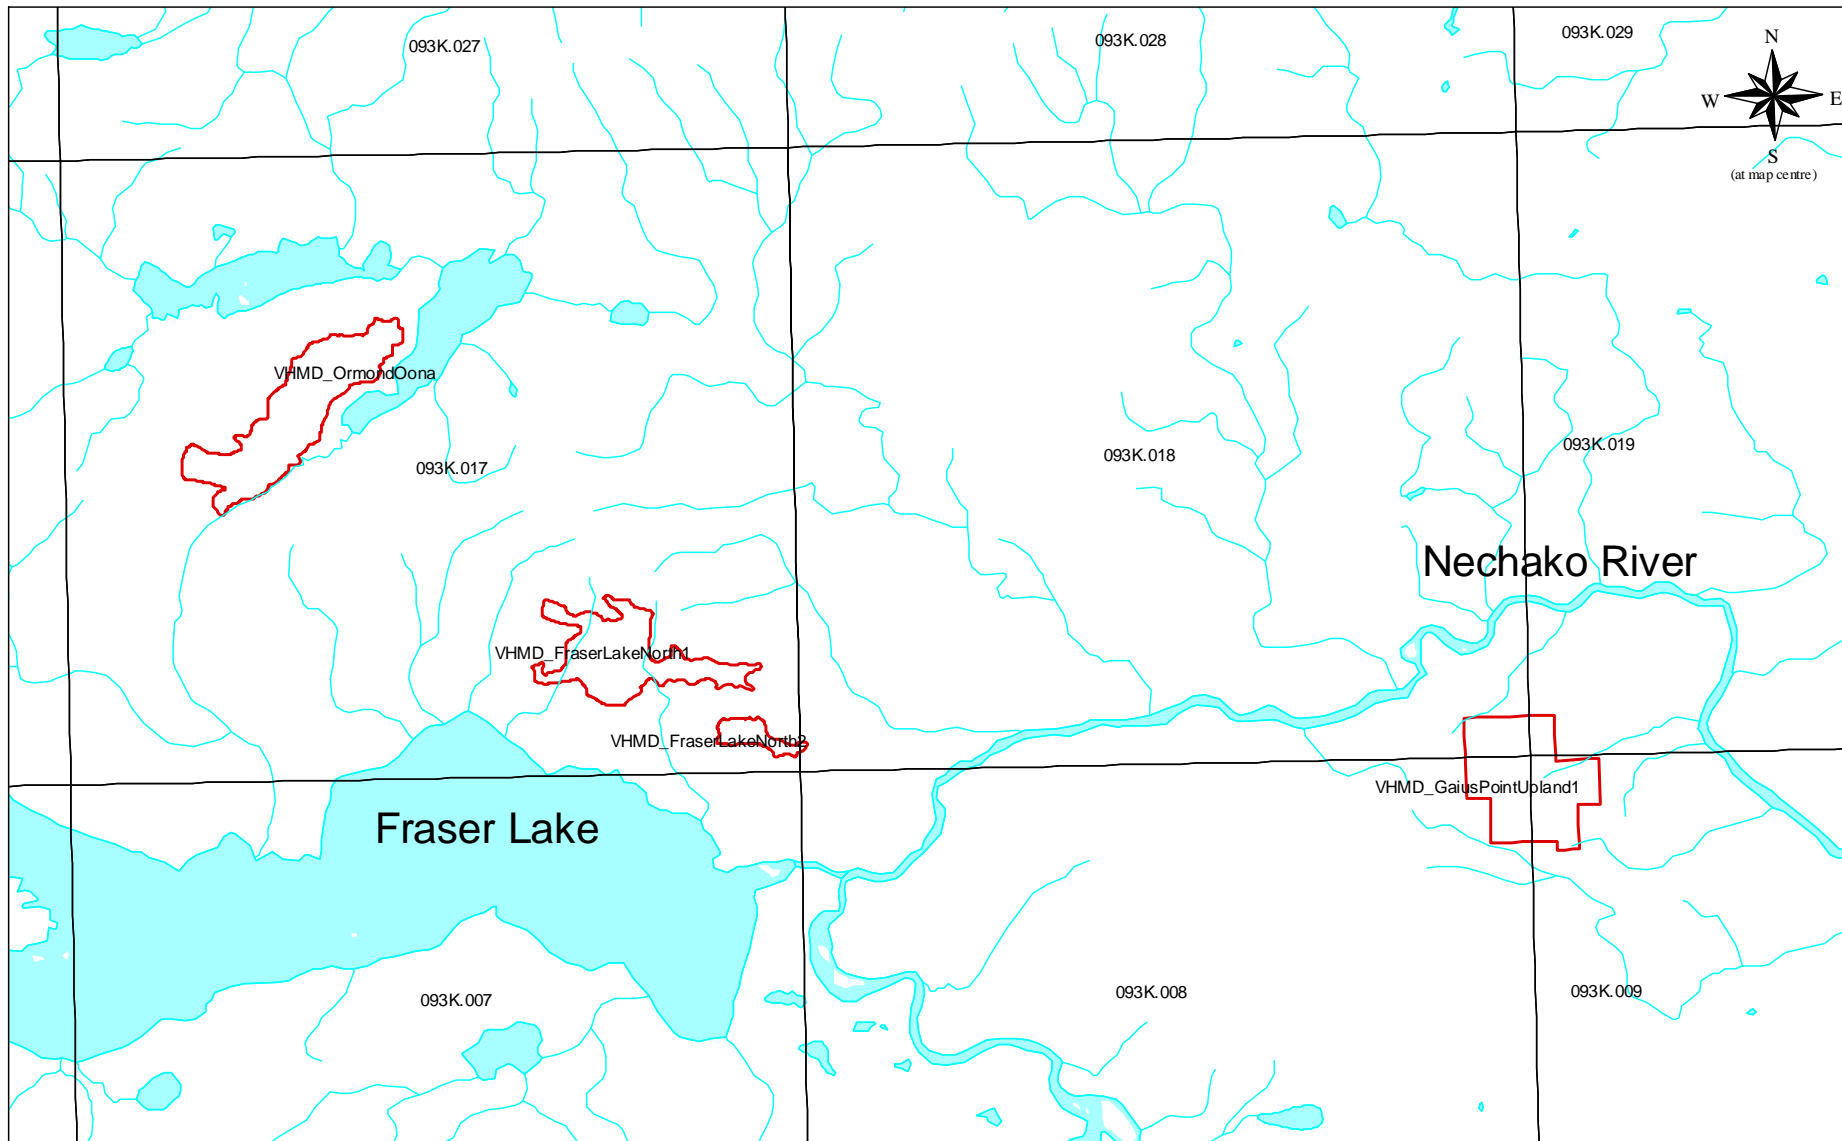 093K.027
093K.028
093K.029
N
W
E
S
(at map centre)
VHMD_OrmondOona
093K.017
093K.018
093K.019
Nechako River
VHMD_FraserLakeNorth1
VHMD_FraserLakeNorth2
VHMD_GaiusPointUpland1
Fraser Lake
093K.007
093K.008
093K.009